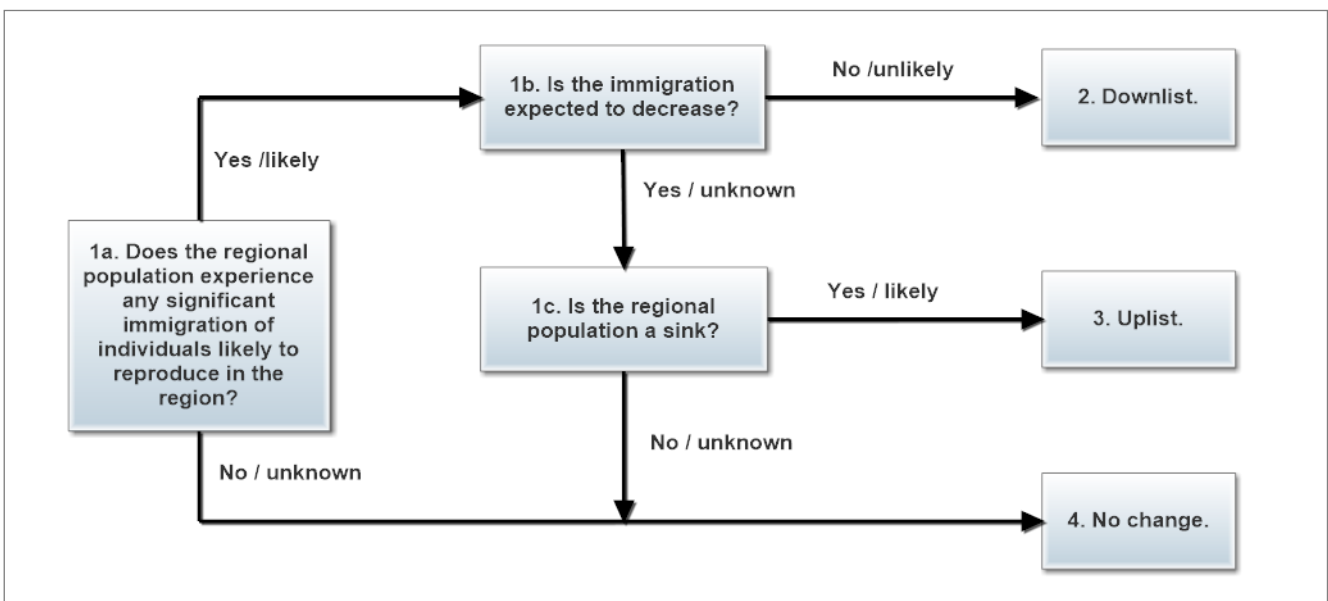 1b. Is the immigration
expected to decrease?
No /unlikely
2. Downlist.
Yes /likely
Yes / unknown
1a. Does the regional
population experience
any significant
immigration of
individuals likely to
reproduce in the
region?
1c. Is the regional
population a sink?
Yes / likely
3. Uplist.
No / unknown
No / unknown
4. No change.